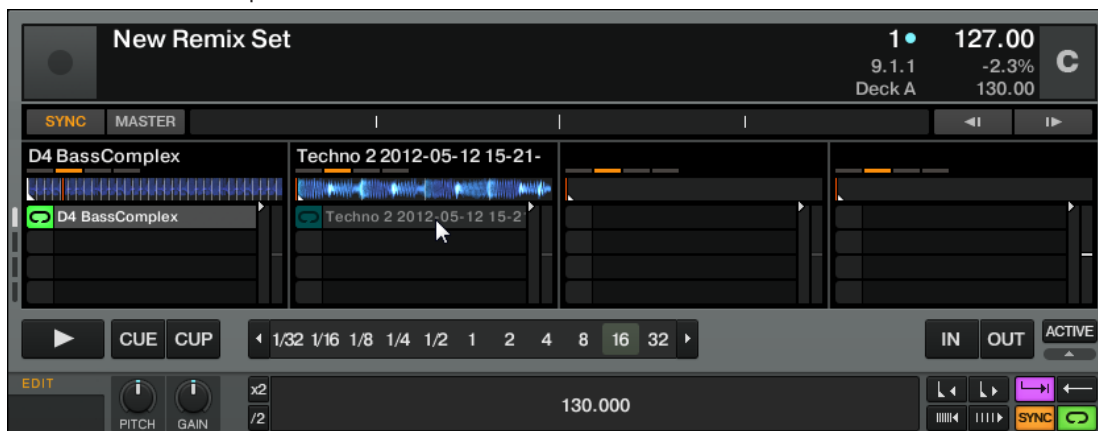 New Remix Set
1 127.00
9.1.1 -2.3%
Deck A 130.00
C
SYNC MASTER
D4 BassComplex
Techno 2 2012-05-12 15-21-
D4 BassComplex
Techno 2 2012-05-12 15-2
CUE CUP
1/32 1/16 1/8 1/4 1/2 1 2 4 8 16 32
IN OUT ACTIVE
EDIT
PITCH GAIN
x2
/2
130.000
SYNC